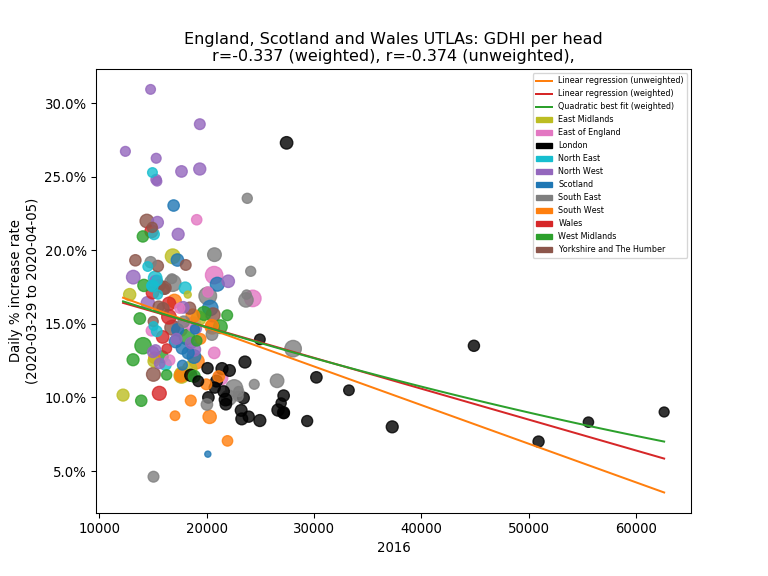 England, Scotland and Wales UTLAs: GDHI per head
r=-0.337 (weighted), r=-0.374 (unweighted),
Linear regression (unweighted)
Linear regression (weighted)
Quadratic best fit (weighted)
East Midlands
East of England
London
North East
North West
Scotland
South East
South West
Wales
West Midlands
Yorkshire and The Humber
30.0%
25.0%
20.0%
15.0%
10.0%
5.0%
Daily % increase rate
(2020-03-29 to 2020-04-05)
10000 20000 30000 40000 50000 60000
2016